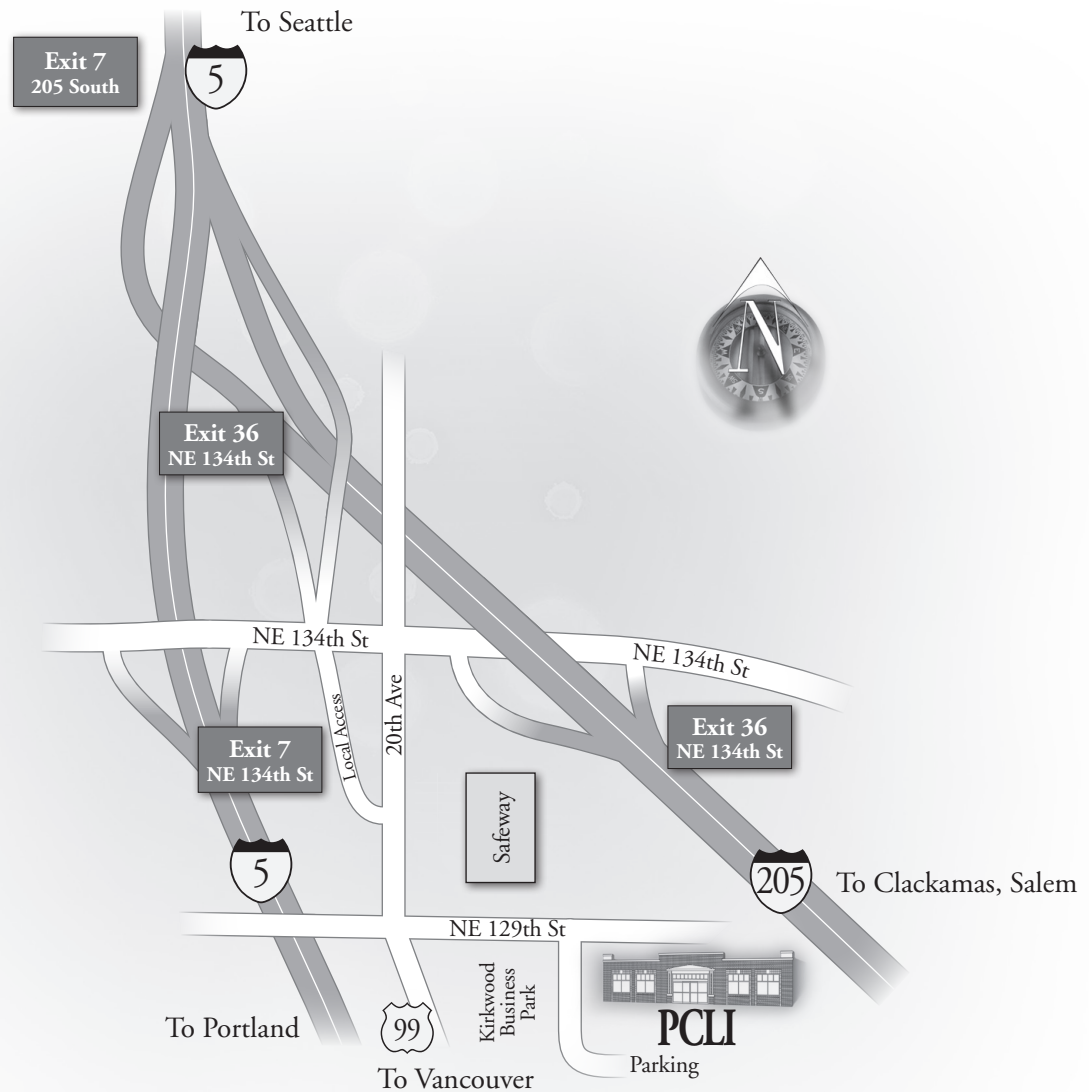 To Seattle
Exit 7
205 South
5
N
Exit 36
NE 134th St
NE 134th St
NE 134th St
Local Access
20th Ave
Exit 7
NE 134th St
Exit 36
NE 134th St
Safeway
5
205
To Clackamas, Salem
NE 129th St
Kirkwood
Business
Park
PCLI
To Portland
99
Parking
To Vancouver